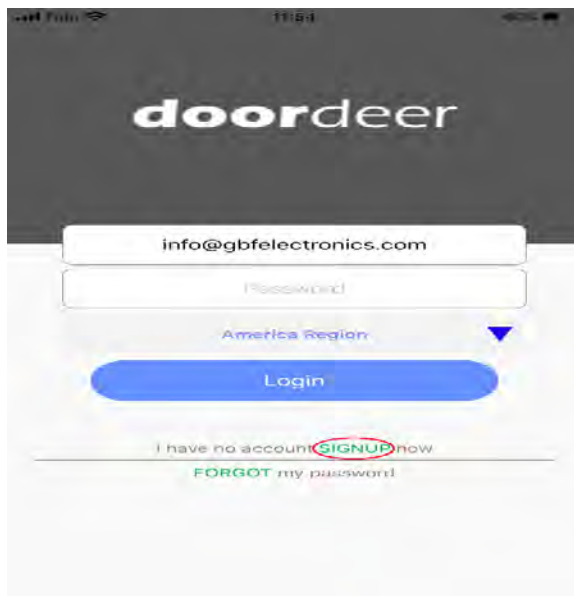 11:54
doordeer
info@gbfelectronics.com
Password
America Region
Login
I have no account SIGNUP now
FORGOT my password